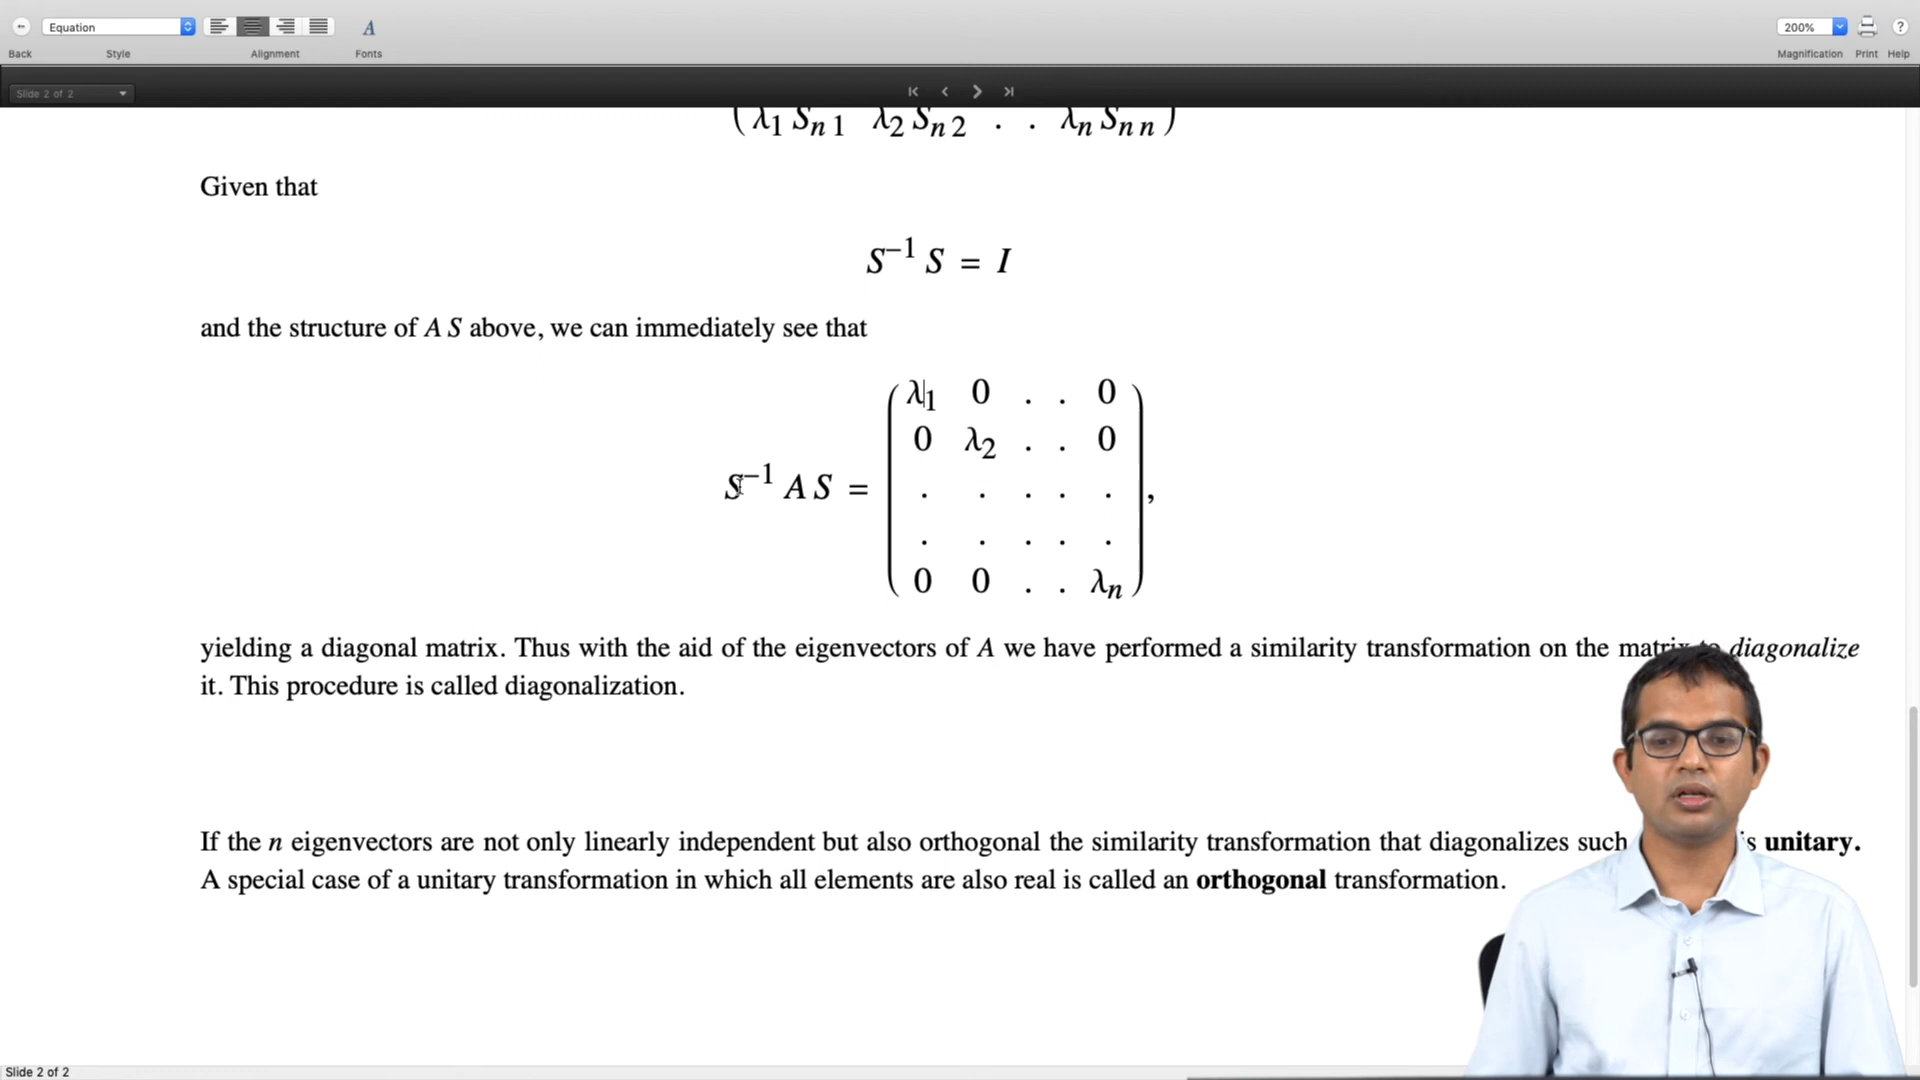 Equation
200%
Back Style Alignment Fonts Magnification Print Help
Slide 2 of 2
( λ1 Sn1 λ2 Sn2 . . λn Snn )
Given that
S⁻¹ S = I
and the structure of A S above, we can immediately see that
λ1 0 . . 0
0 λ2 . . 0
S⁻¹ A S = . . . . . ,
. . . . .
0 0 . . λn
yielding a diagonal matrix. Thus with the aid of the eigenvectors of A we have performed a similarity transformation on the matrix to diagonalize
it. This procedure is called diagonalization.
If the n eigenvectors are not only linearly independent but also orthogonal the similarity transformation that diagonalizes such unitary.
A special case of a unitary transformation in which all elements are also real is called an orthogonal transformation.
Slide 2 of 2